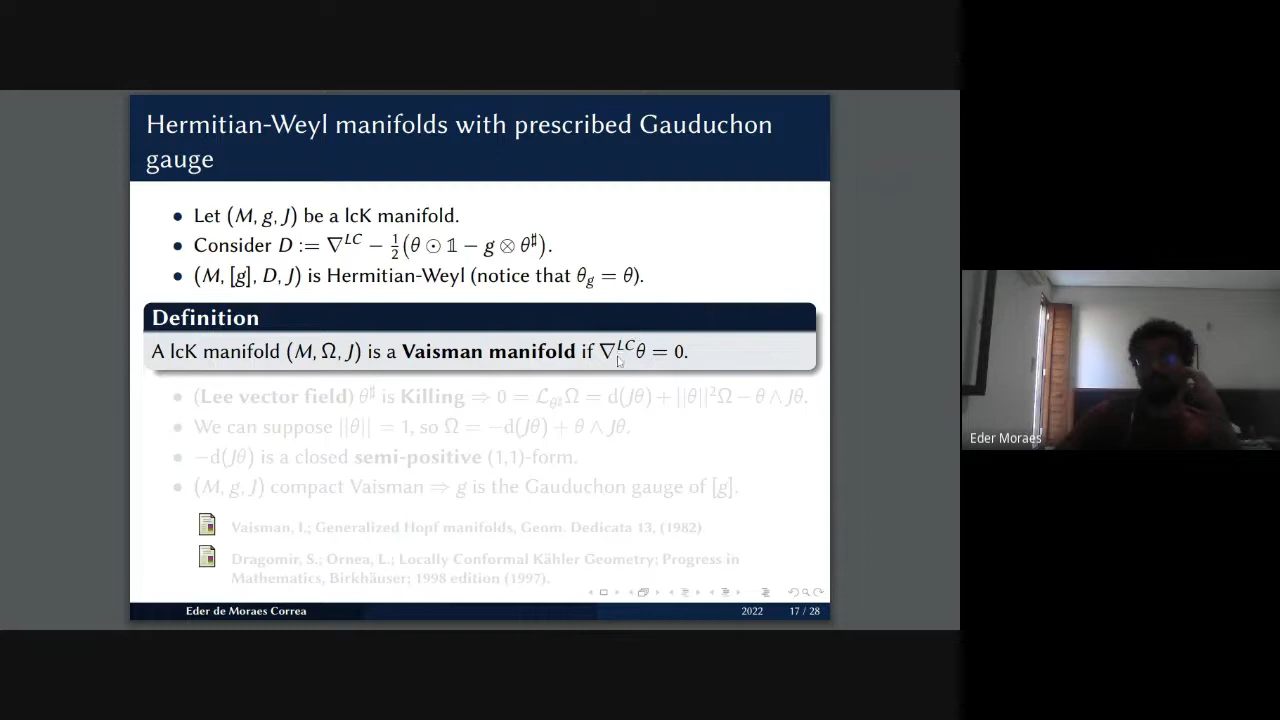 Hermitian-Weyl manifolds with prescribed Gauduchon
gauge
• Let (M, g, J) be a lcK manifold.
• Consider D := ∇^{LC} − 1/2(θ ⊙ 𝟙 − g ⊗ θ^♯).
• (M, [g], D, J) is Hermitian-Weyl (notice that θ_g = θ).
Definition
A lcK manifold (M, Ω, J) is a Vaisman manifold if ∇^{LC}θ = 0.
• (Lee vector field) θ^♯ is Killing ⇒ 0 = ℒ_{θ^♯}Ω = d(Jθ) + ||θ||²Ω − θ ∧ Jθ.
• We can suppose ||θ|| = 1, so Ω = −d(Jθ) + θ ∧ Jθ.
• −d(Jθ) is a closed semi-positive (1,1)-form.
• (M, g, J) compact Vaisman ⇒ g is the Gauduchon gauge of [g].
Vaisman, I.; Generalized Hopf manifolds, Geom. Dedicata 13, (1982)
Dragomir, S.; Ornea, L.; Locally Conformal Kähler Geometry; Progress in
Mathematics, Birkhäuser; 1998 edition (1997).
Eder de Moraes Correa 2022 17 / 28
Eder Moraes